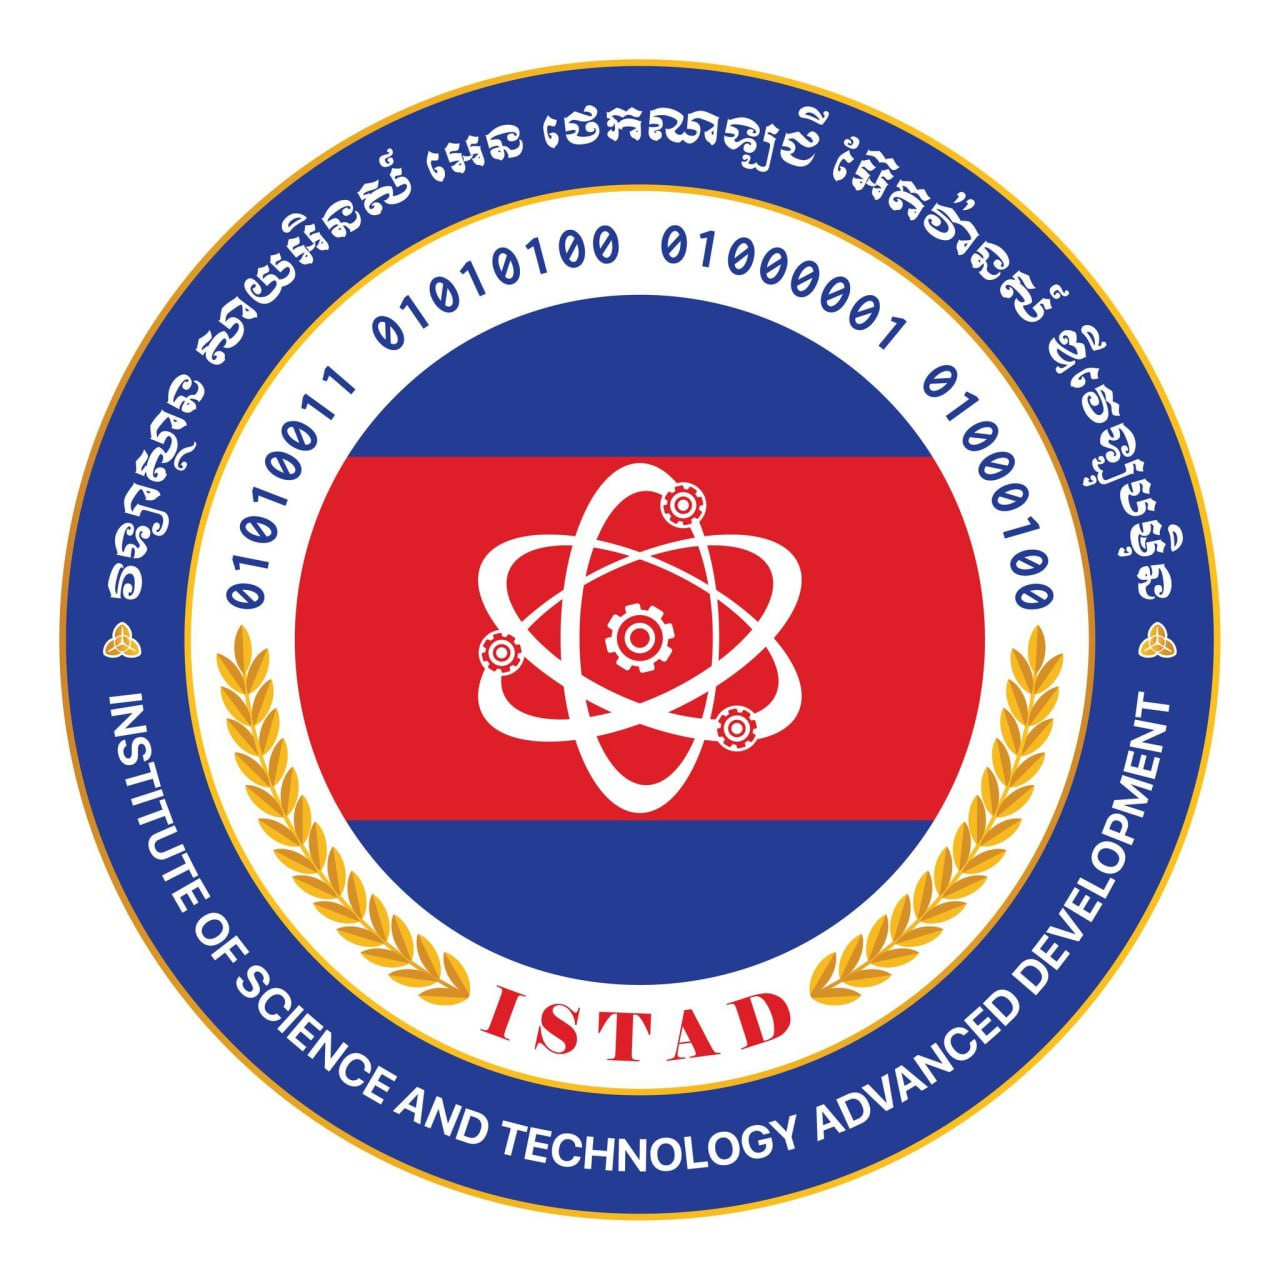 វិទ្យាស្ថាន សាយអិនស៍ អេន ថេកណឡជី អ៊ែតវ៉ានស៍ ឌីវេឡុបម៉ិន
01010011 01010100 01000001 01000100
ISTAD
INSTITUTE OF SCIENCE AND TECHNOLOGY ADVANCED DEVELOPMENT